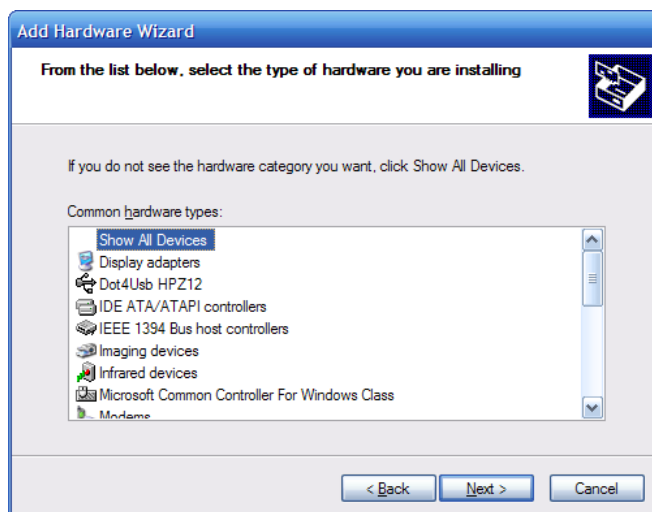 Add Hardware Wizard
From the list below, select the type of hardware you are installing
If you do not see the hardware category you want, click Show All Devices.
Common hardware types:
Show All Devices
Display adapters
Dot4Usb HPZ12
IDE ATA/ATAPI controllers
IEEE 1394 Bus host controllers
Imaging devices
Infrared devices
Microsoft Common Controller For Windows Class
Modems
< Back Next > Cancel